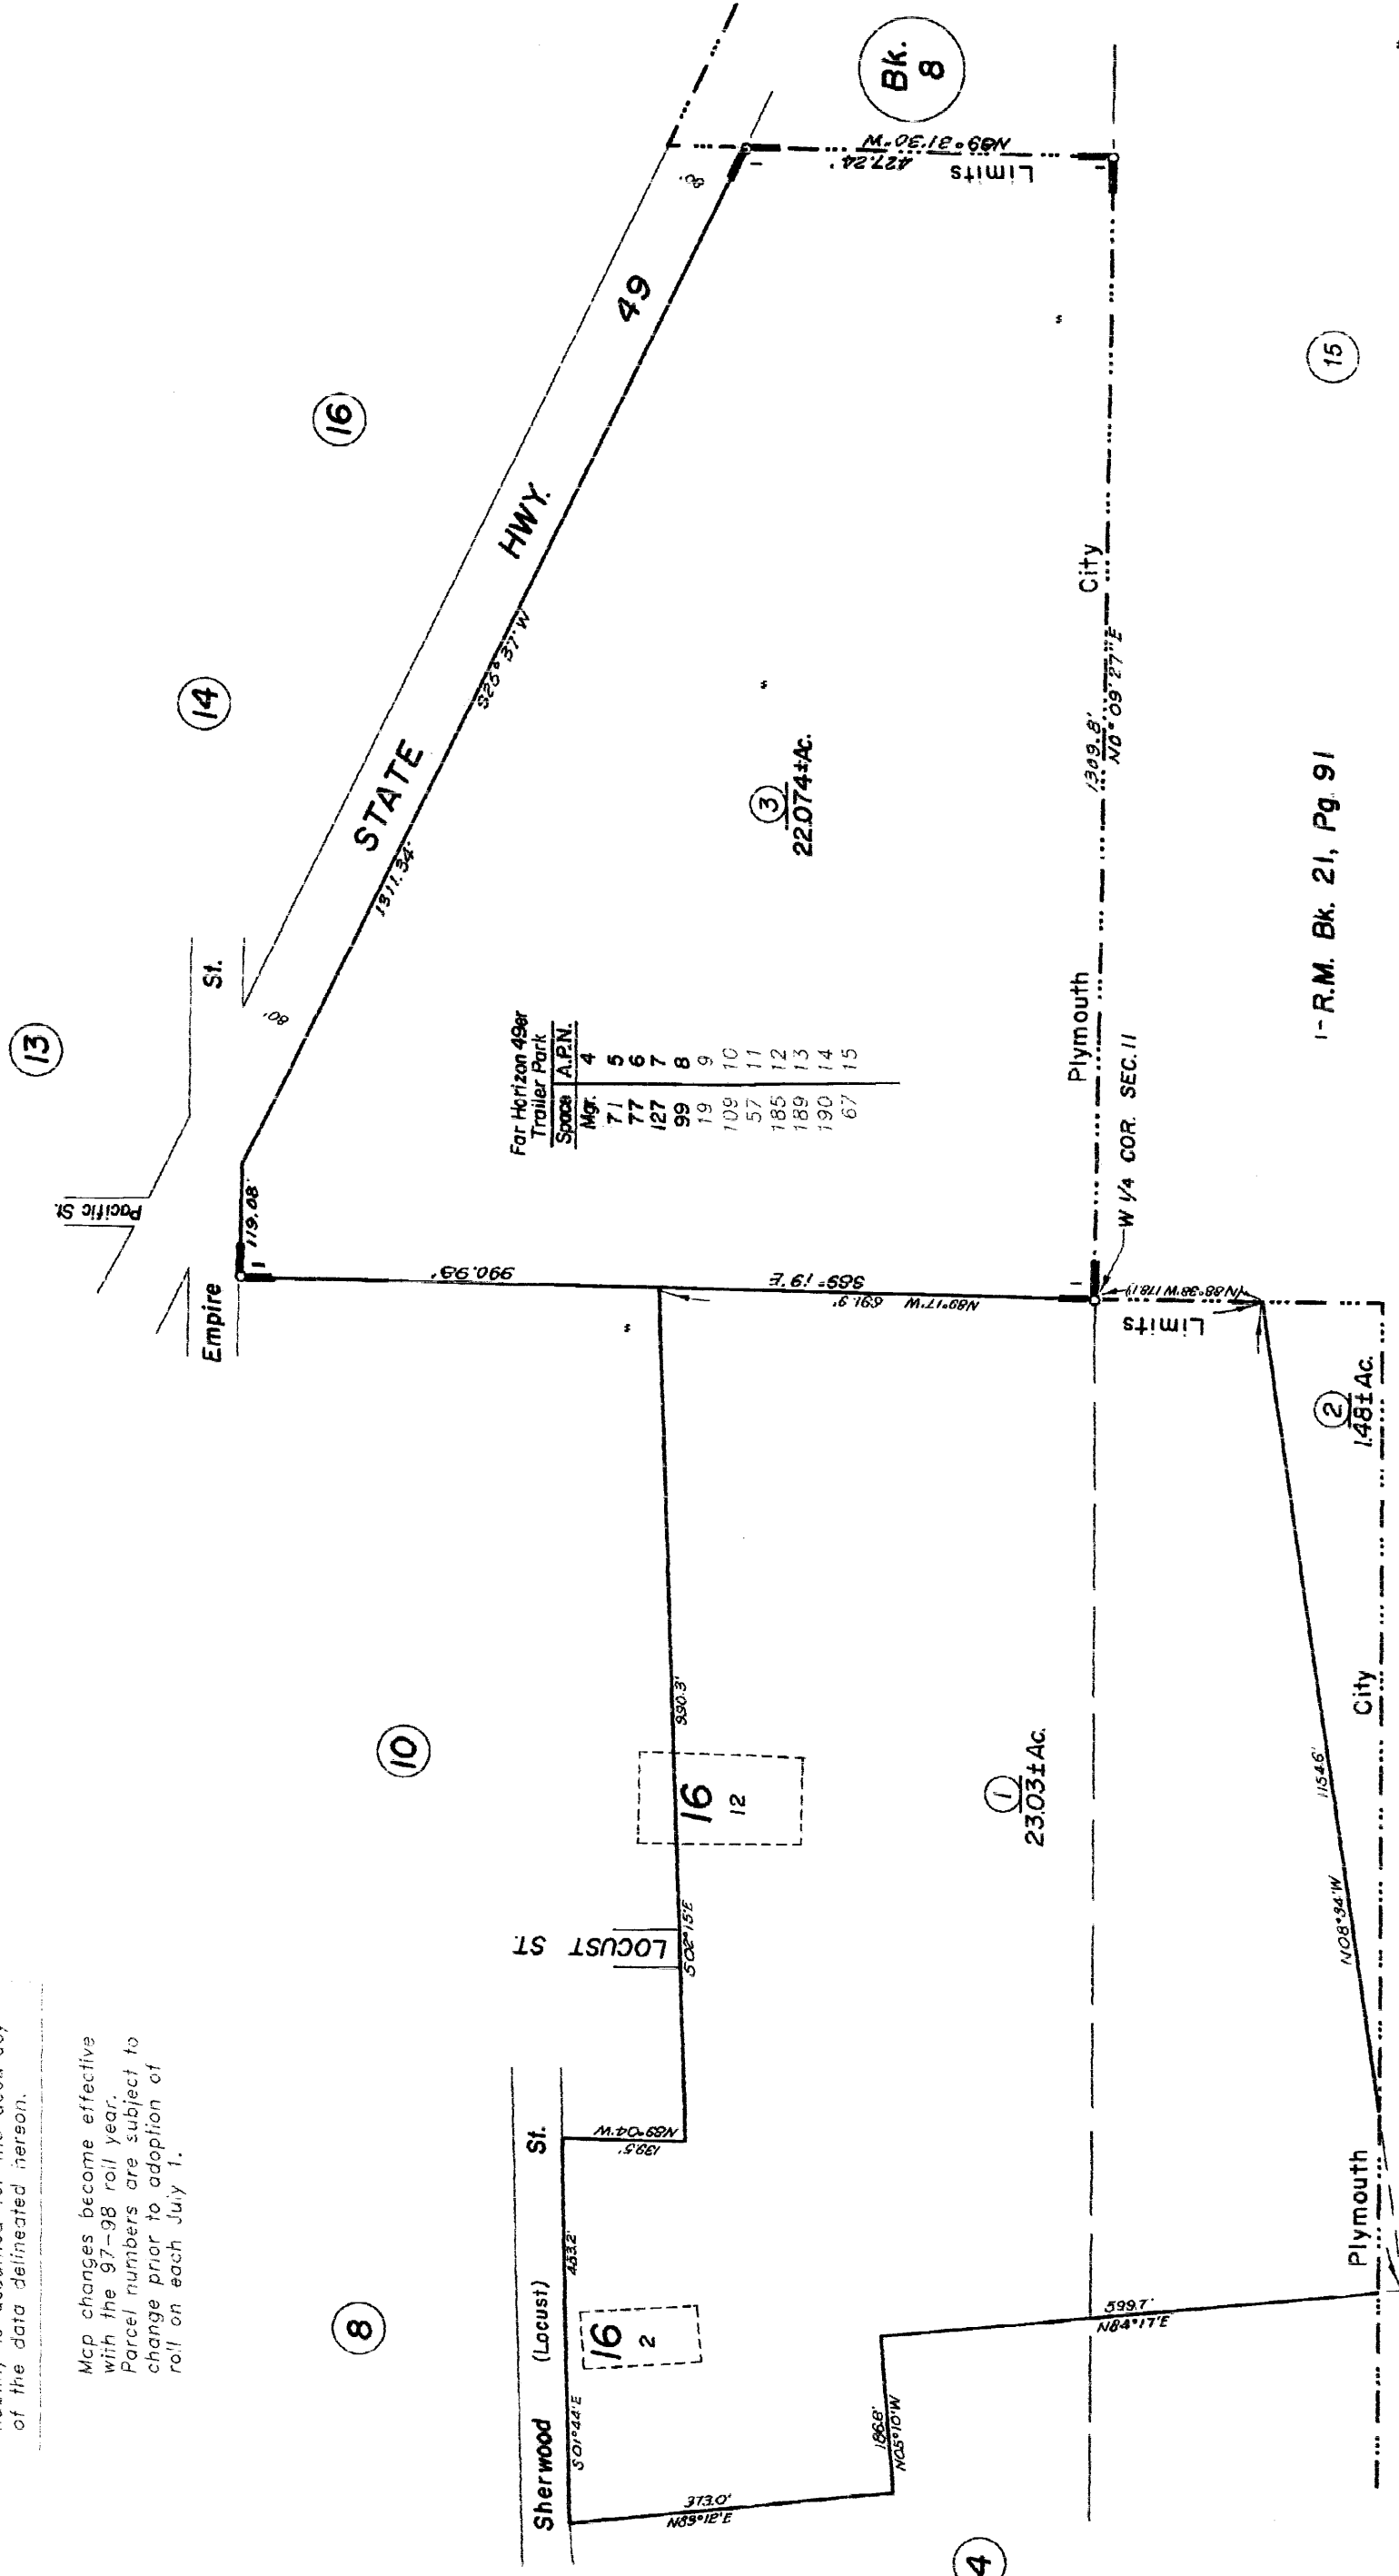 of the data delineated hereon.
Map changes become effective
with the 97-98 roll year.
Parcel numbers are subject to
change prior to adoption of
roll on each July 1.
8
10
13
14
16
Bk.
8
15
4
Sherwood (Locust) St.
S01°44'E
453.2'
16
2
N89°04'W
139.5'
LOCUST ST.
S02°15'E
990.3'
16
12
373.0'
N83°12'E
186.8'
N05°10'W
599.7'
N84°17'E
1
23.03±Ac.
N08°34'W
1154.6'
2
1.48±Ac.
Plymouth City Limits
(N88°38'W 178.1')
W 1/4 COR. SEC. 11
N89°17'W 691.9'
S89°19'E
990.98'
Empire St.
Pacific St.
119.08'
80'
STATE HWY. 49
1311.34'
S25°37'W
80'
Far Horizon 49er
Trailer Park
Space A.P.N.
Mgr. 4
71 5
77 6
127 7
99 8
19 9
109 10
57 11
185 12
189 13
190 14
67 15
3
22.074±Ac.
Plymouth City Limits
1309.8'
N0°09'27"E
427.24'
N89°31'30"W
1-R.M. Bk. 21, Pg. 91